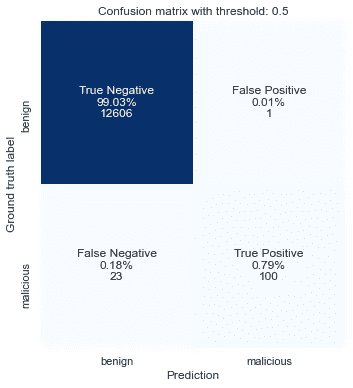 Confusion matrix with threshold: 0.5
True Negative
99.03%
12606
False Positive
0.01%
1
benign
Ground truth label
False Negative
0.18%
23
True Positive
0.79%
100
malicious
benign
malicious
Prediction